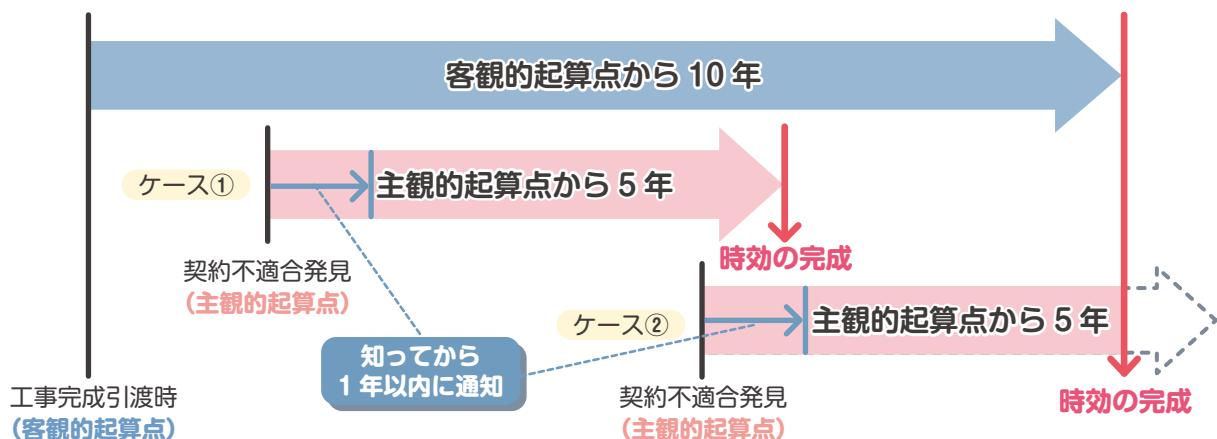 客観的起算点から 10 年
ケース①
主観的起算点から 5 年
契約不適合発見
(主観的起算点)
時効の完成
ケース②
主観的起算点から 5 年
知ってから
1 年以内に通知
工事完成引渡時
(客観的起算点)
契約不適合発見
(主観的起算点)
時効の完成